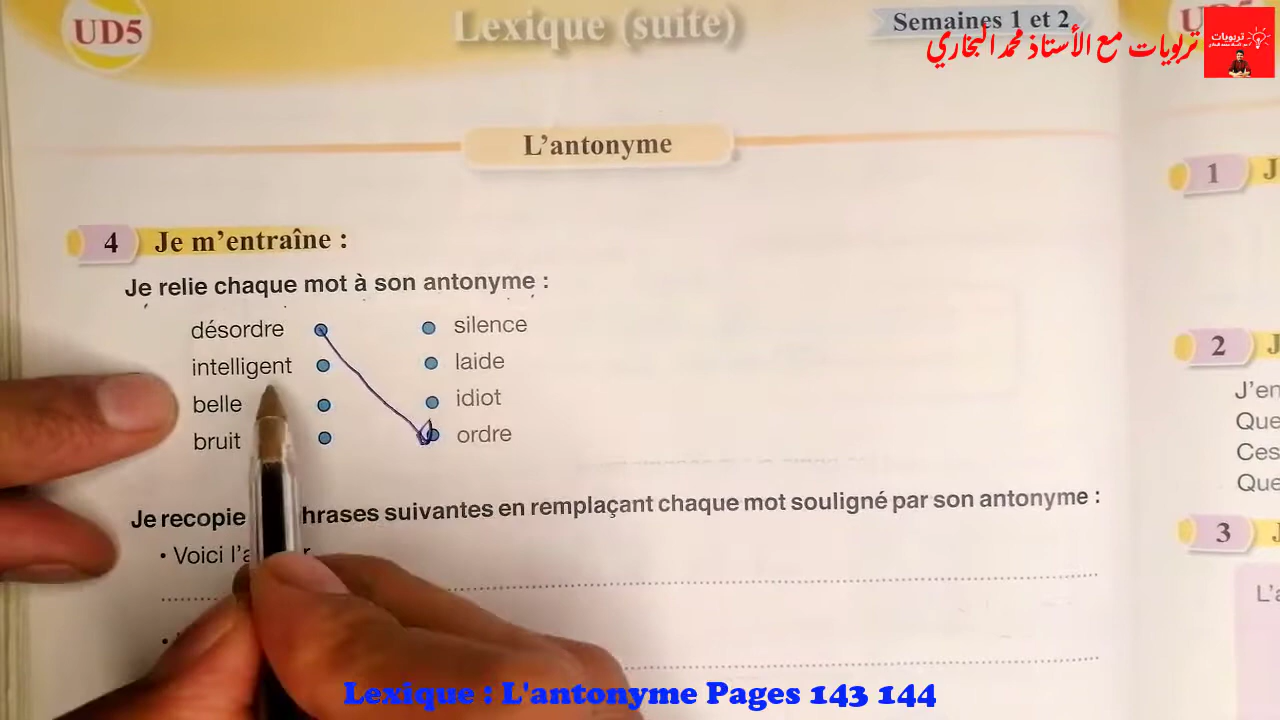 UD5
Lexique (suite)
Semaines 1 et 2
تربويات مع الأستاذ محمد البخاري
تربويات
L'antonyme
4 Je m'entraîne :
Je relie chaque mot à son antonyme :
désordre silence
intelligent laide
belle idiot
bruit ordre
Je recopie hrases suivantes en remplaçant chaque mot souligné par son antonyme :
• Voici l'a
1 J
2 J
J'en
Que
Ces
Que
3 J
L'a
Lexique : L'antonyme Pages 143 144